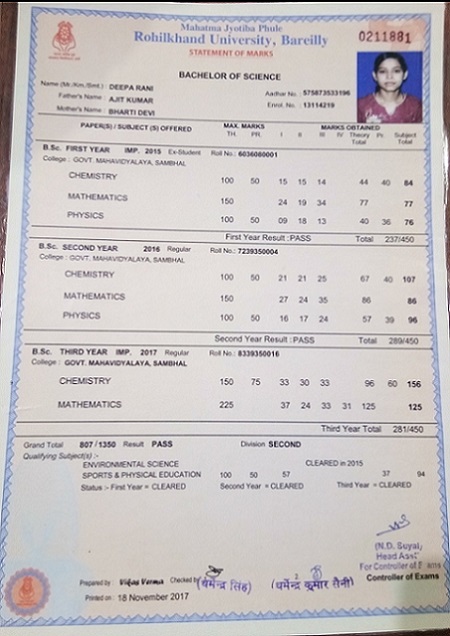 Mahatma Jyotiba Phule
Rohilkhand University, Bareilly
STATEMENT OF MARKS
0211881
BACHELOR OF SCIENCE
Name (Mr./Km./Smt.) : DEEPA RANI
Father's Name : AJIT KUMAR
Mother's Name : BHARTI DEVI
Aadhar No : 575873533196
Enrol. No : 13114219
PAPER(S) / SUBJECT (S) OFFERED MAX. MARKS MARKS OBTAINED
TH. PR. I II III IV Theory Total Pr. Subject Total
B.Sc. FIRST YEAR IMP. 2015 Ex-Student Roll No.: 6036080001
College : GOVT. MAHAVIDYALAYA, SAMBHAL
CHEMISTRY 100 50 15 15 14 44 40 84
MATHEMATICS 150 24 19 34 77 77
PHYSICS 100 50 09 18 13 40 36 76
First Year Result : PASS Total 237/450
B.Sc. SECOND YEAR 2016 Regular Roll No.: 7239350004
College : GOVT. MAHAVIDYALAYA, SAMBHAL
CHEMISTRY 100 50 21 21 25 67 40 107
MATHEMATICS 150 27 24 35 86 86
PHYSICS 100 50 16 17 24 57 39 96
Second Year Result : PASS Total 289/450
B.Sc. THIRD YEAR IMP. 2017 Regular Roll No.: 8339350016
College : GOVT. MAHAVIDYALAYA, SAMBHAL
CHEMISTRY 150 75 33 30 33 96 60 156
MATHEMATICS 225 37 24 33 31 125 125
Third Year Total 281/450
Grand Total 807/1350 Result PASS Division SECOND
Qualifying Subject(s) :-
ENVIRONMENTAL SCIENCE CLEARED in 2015
SPORTS & PHYSICAL EDUCATION 100 50 57 37 94
Status :- First Year = CLEARED Second Year = CLEARED Third Year = CLEARED
(N.D. Suyal)
Head Asst
For Controller of Exams
Controller of Exams
Prepared by : Vijay Verma Checked by (धर्मेन्द्र सिंह) (धर्मेन्द्र कुमार सैनी)
Printed on : 18 November 2017